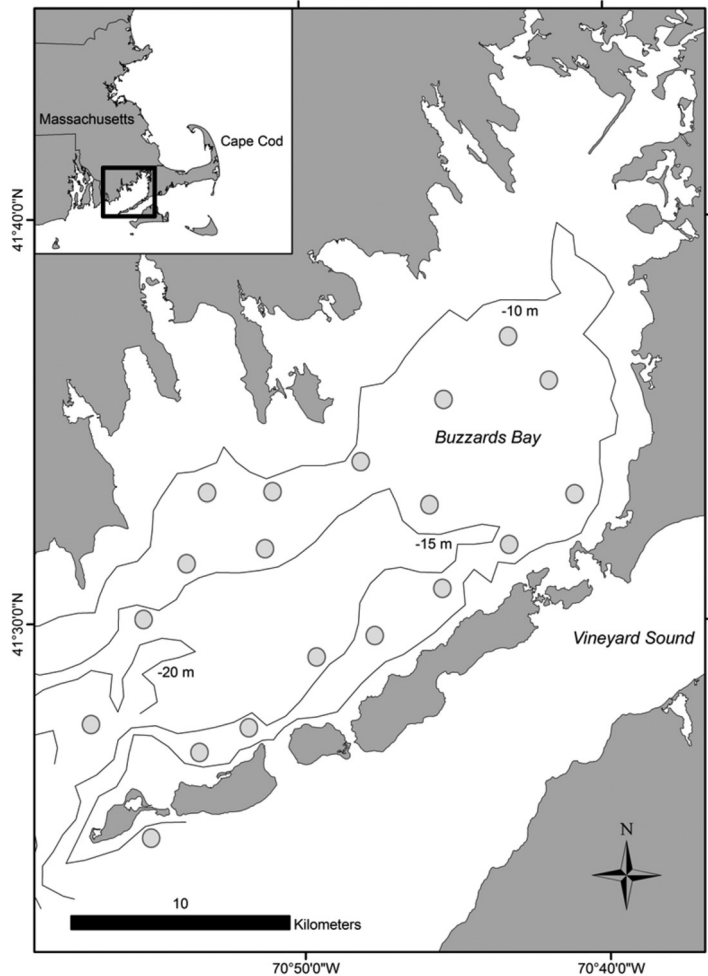 Massachusetts
Cape Cod
41°40'0"N
-10 m
Buzzards Bay
-15 m
41°30'0"N
Vineyard Sound
-20 m
N
10
Kilometers
70°50'0"W
70°40'0"W